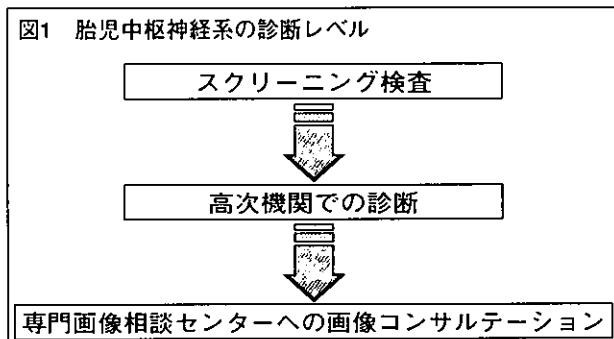 図1 胎児中枢神経系の診断レベル
スクリーニング検査
高次機関での診断
専門画像相談センターへの画像コンサルテーション